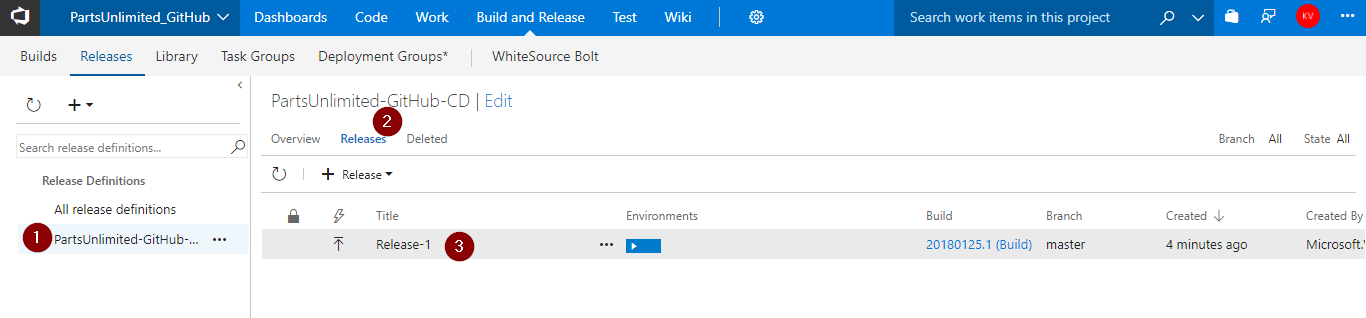 PartsUnlimited_GitHub Dashboards Code Work Build and Release Test Wiki Search work items in this project KV
Builds Releases Library Task Groups Deployment Groups* WhiteSource Bolt
PartsUnlimited-GitHub-CD | Edit
2
Overview Releases Deleted Branch All State All
Search release definitions...
Release
Release Definitions
All release definitions
1 PartsUnlimited-GitHub-...
Title Environments Build Branch Created Created By
Release-1 3 20180125.1 (Build) master 4 minutes ago Microsoft.